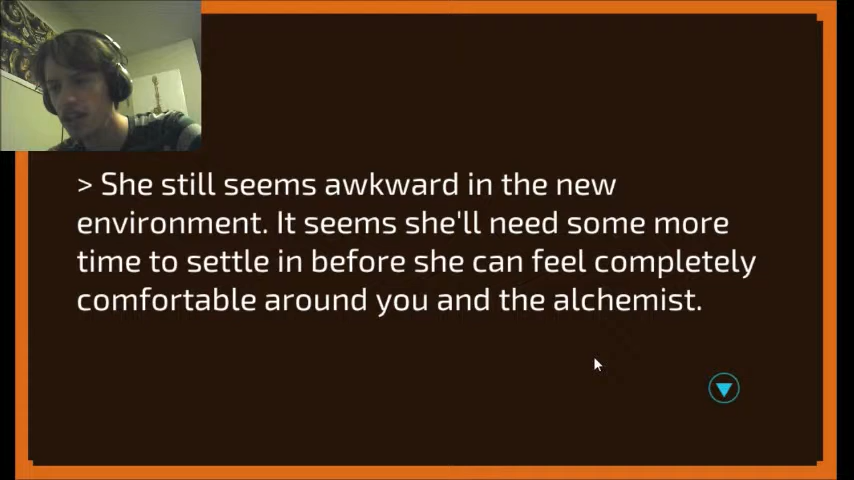 > She still seems awkward in the new
environment. It seems she'll need some more
time to settle in before she can feel completely
comfortable around you and the alchemist.